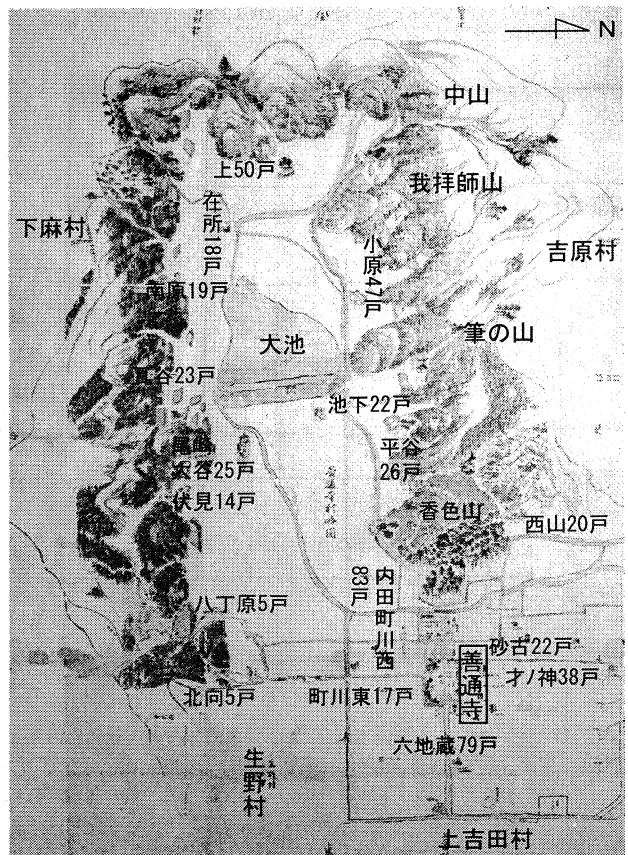 N
中山
上50戸
我拝師山
在所18戸
下麻村
小原47戸
吉原村
南原19戸
大池
筆の山
谷23戸
池下22戸
平谷
26戸
谷25戸
伏見14戸
香色山
西山20戸
八丁原5戸
内田町川西
83戸
砂古22戸
善通寺
才ノ神38戸
北向5戸
町川東17戸
六地蔵79戸
生野村
上吉田村